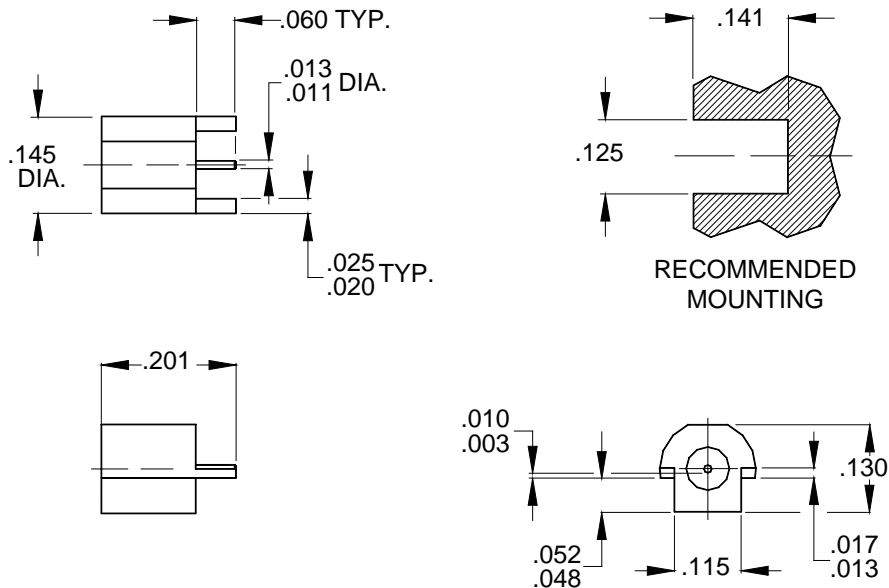 .060 TYP.
.013
.011 DIA.
.145
DIA.
.025
.020 TYP.
.141
.125
RECOMMENDED
MOUNTING
.201
.010
.003
.130
.052
.048
.115
.017
.013